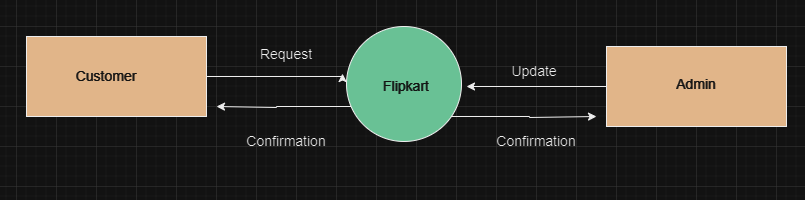 Request
Customer
Flipkart
Update
Admin
Confirmation
Confirmation